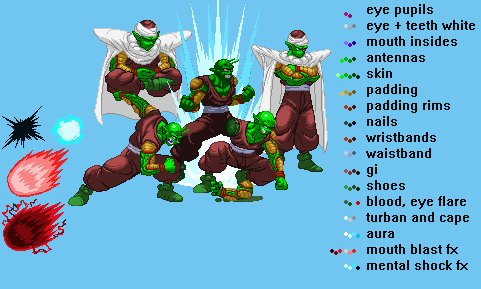 eye pupils
eye + teeth white
mouth insides
antennas
skin
padding
padding rims
nails
wristbands
waistband
gi
shoes
blood, eye flare
turban and cape
aura
mouth blast fx
mental shock fx